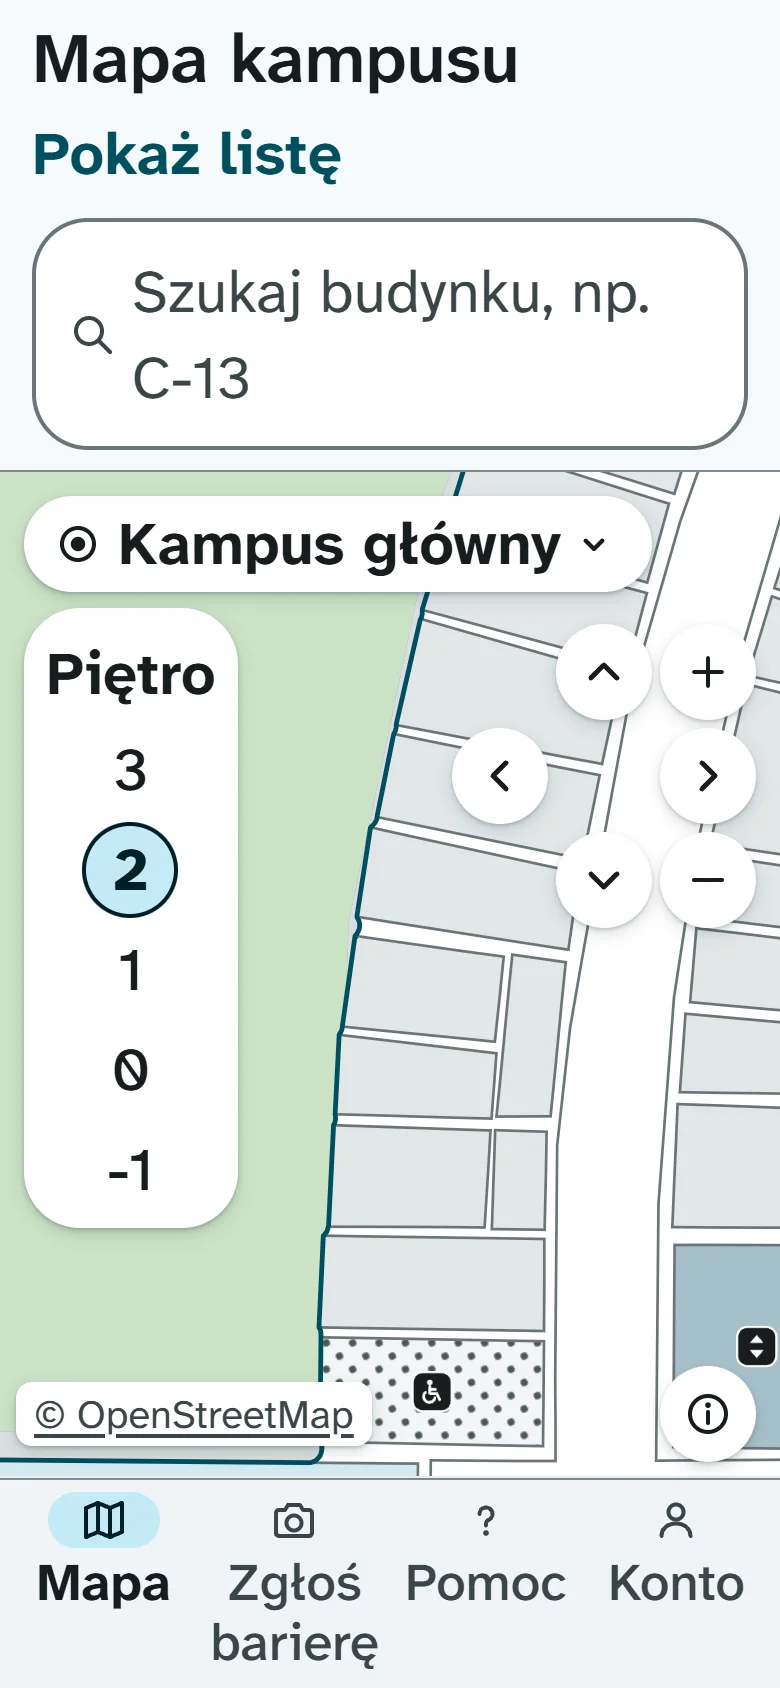 Mapa kampusu
Pokaż listę
Szukaj budynku, np.
C-13
Kampus główny
Piętro
3
2
1
0
-1
© OpenStreetMap
Mapa
Zgłoś
barierę
Pomoc
Konto